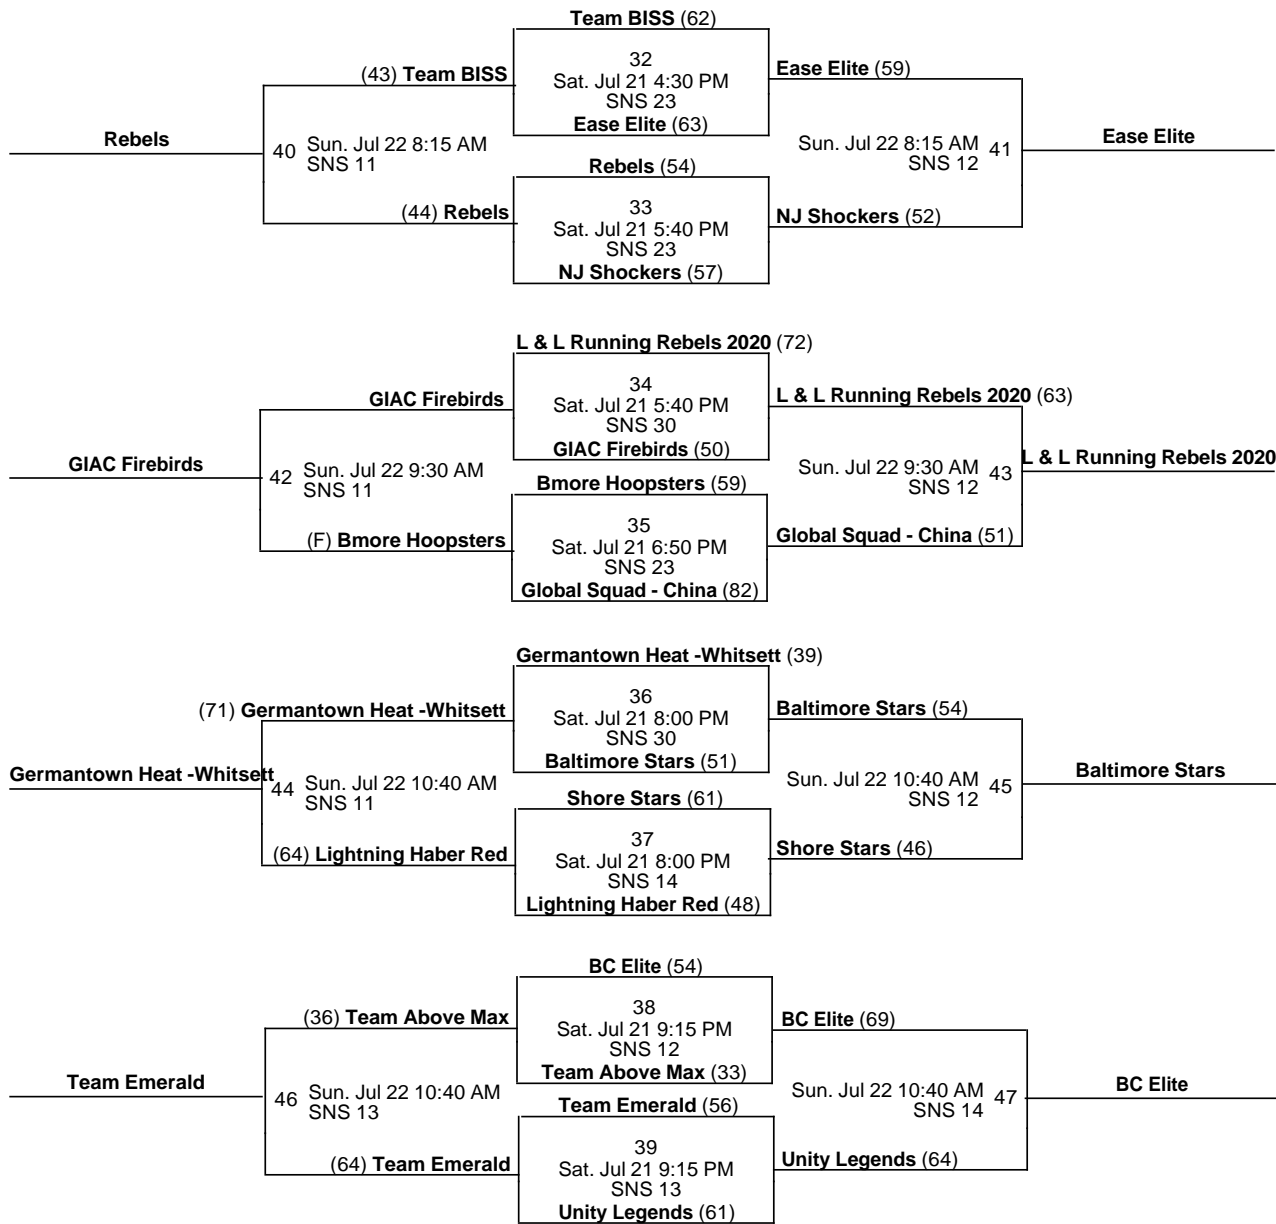 Team BISS (62)
32
(43) Team BISS
Ease Elite (59)
Sat. Jul 21 4:30 PM
SNS 23
Ease Elite (63)
Rebels
40 Sun. Jul 22 8:15 AM
SNS 11
Sun. Jul 22 8:15 AM 41
SNS 12
Ease Elite
Rebels (54)
33
(44) Rebels
NJ Shockers (52)
Sat. Jul 21 5:40 PM
SNS 23
NJ Shockers (57)
L & L Running Rebels 2020 (72)
34
GIAC Firebirds
L & L Running Rebels 2020 (63)
Sat. Jul 21 5:40 PM
SNS 30
GIAC Firebirds (50)
GIAC Firebirds
42 Sun. Jul 22 9:30 AM
SNS 11
Sun. Jul 22 9:30 AM 43
SNS 12
L & L Running Rebels 2020
Bmore Hoopsters (59)
35
(F) Bmore Hoopsters
Global Squad - China (51)
Sat. Jul 21 6:50 PM
SNS 23
Global Squad - China (82)
Germantown Heat -Whitsett (39)
36
(71) Germantown Heat -Whitsett
Baltimore Stars (54)
Sat. Jul 21 8:00 PM
SNS 30
Baltimore Stars (51)
Germantown Heat -Whitsett
44 Sun. Jul 22 10:40 AM
SNS 11
Sun. Jul 22 10:40 AM 45
SNS 12
Baltimore Stars
Shore Stars (61)
37
(64) Lightning Haber Red
Shore Stars (46)
Sat. Jul 21 8:00 PM
SNS 14
Lightning Haber Red (48)
BC Elite (54)
38
(36) Team Above Max
BC Elite (69)
Sat. Jul 21 9:15 PM
SNS 12
Team Above Max (33)
Team Emerald
46 Sun. Jul 22 10:40 AM
SNS 13
Sun. Jul 22 10:40 AM 47
SNS 14
BC Elite
Team Emerald (56)
39
(64) Team Emerald
Unity Legends (64)
Sat. Jul 21 9:15 PM
SNS 13
Unity Legends (61)